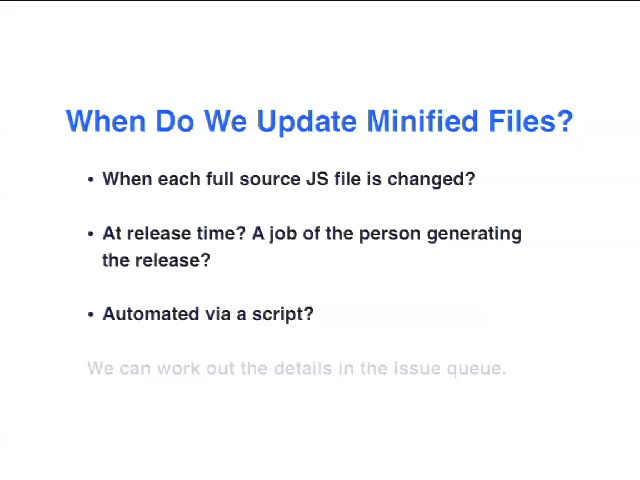 When Do We Update Minified Files?
• When each full source JS file is changed?
• At release time? A job of the person generating
the release?
• Automated via a script?
We can work out the details in the issue queue.